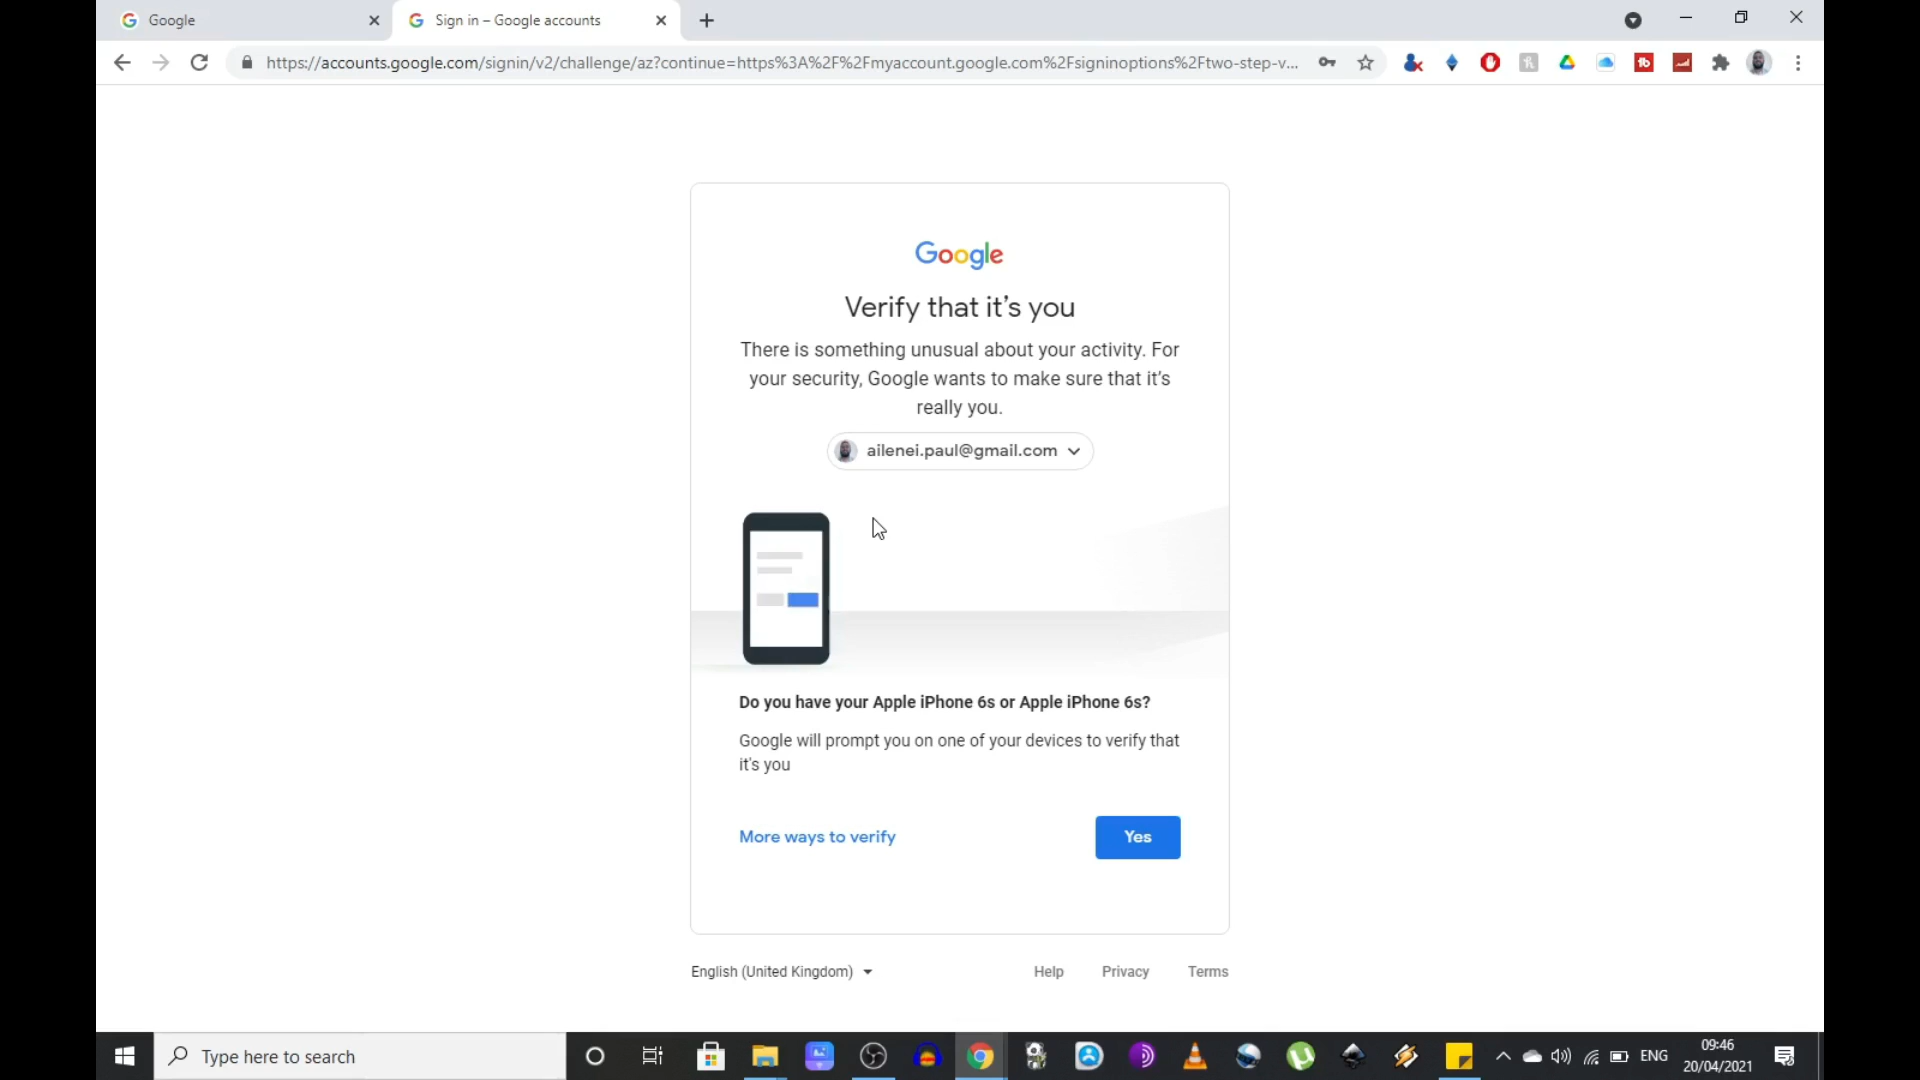 Google
Sign in – Google accounts
https://accounts.google.com/signin/v2/challenge/az?continue=https%3A%2F%2Fmyaccount.google.com%2Fsigninoptions%2Ftwo-step-v...
Google
Verify that it's you
There is something unusual about your activity. For
your security, Google wants to make sure that it's
really you.
ailenei.paul@gmail.com
Do you have your Apple iPhone 6s or Apple iPhone 6s?
Google will prompt you on one of your devices to verify that
it's you
More ways to verify
Yes
English (United Kingdom)
Help
Privacy
Terms
Type here to search
ENG
09:46
20/04/2021